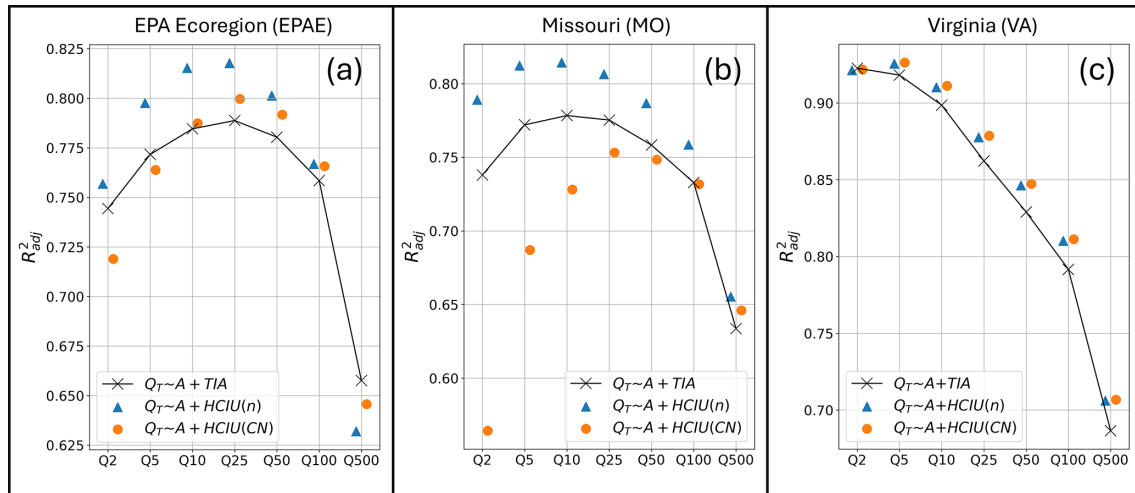 EPA Ecoregion (EPAE)
(a)
R²adj
0.825
0.800
0.775
0.750
0.725
0.700
0.675
0.650
0.625
Q_T~A + TIA
Q_T~A + HCIU(n)
Q_T~A + HCIU(CN)
Q2 Q5 Q10 Q25 Q50 Q100 Q500
Missouri (MO)
(b)
R²adj
0.80
0.75
0.70
0.65
0.60
Q_T~A + TIA
Q_T~A + HCIU(n)
Q_T~A + HCIU(CN)
Q2 Q5 Q10 Q25 Q50 Q100 Q500
Virginia (VA)
(c)
R²adj
0.90
0.85
0.80
0.75
0.70
Q_T~A+TIA
Q_T~A+HCIU(n)
Q_T~A+HCIU(CN)
Q2 Q5 Q10 Q25 Q50 Q100 Q500